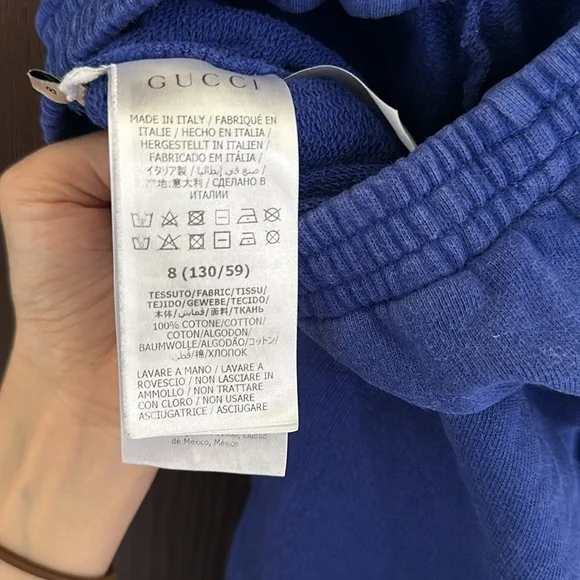 8
GUCCI
MADE IN ITALY / FABRIQUÉ EN
ITALIE / HECHO EN ITALIA /
HERGESTELLT IN ITALIEN /
FABRICADO EM ITÁLIA /
イタリア製 / صنع في إيطاليا /
产地:意大利 / СДЕЛАНО В
ИТАЛИИ
8 (130/59)
TESSUTO/FABRIC/TISSU/
TEJIDO/GEWEBE/TECIDO/
本体/قماش/面料/ТКАНЬ
100% COTONE/COTTON/
COTON/ALGODON/
BAUMWOLLE/ALGODÃO/コットン/
قطن/棉/ХЛОПОК
LAVARE A MANO / LAVARE A
ROVESCIO / NON LASCIARE IN
AMMOLLO / NON TRATTARE
CON CLORO / NON USARE
ASCIUGATRICE / ASCIUGARE
de México, México